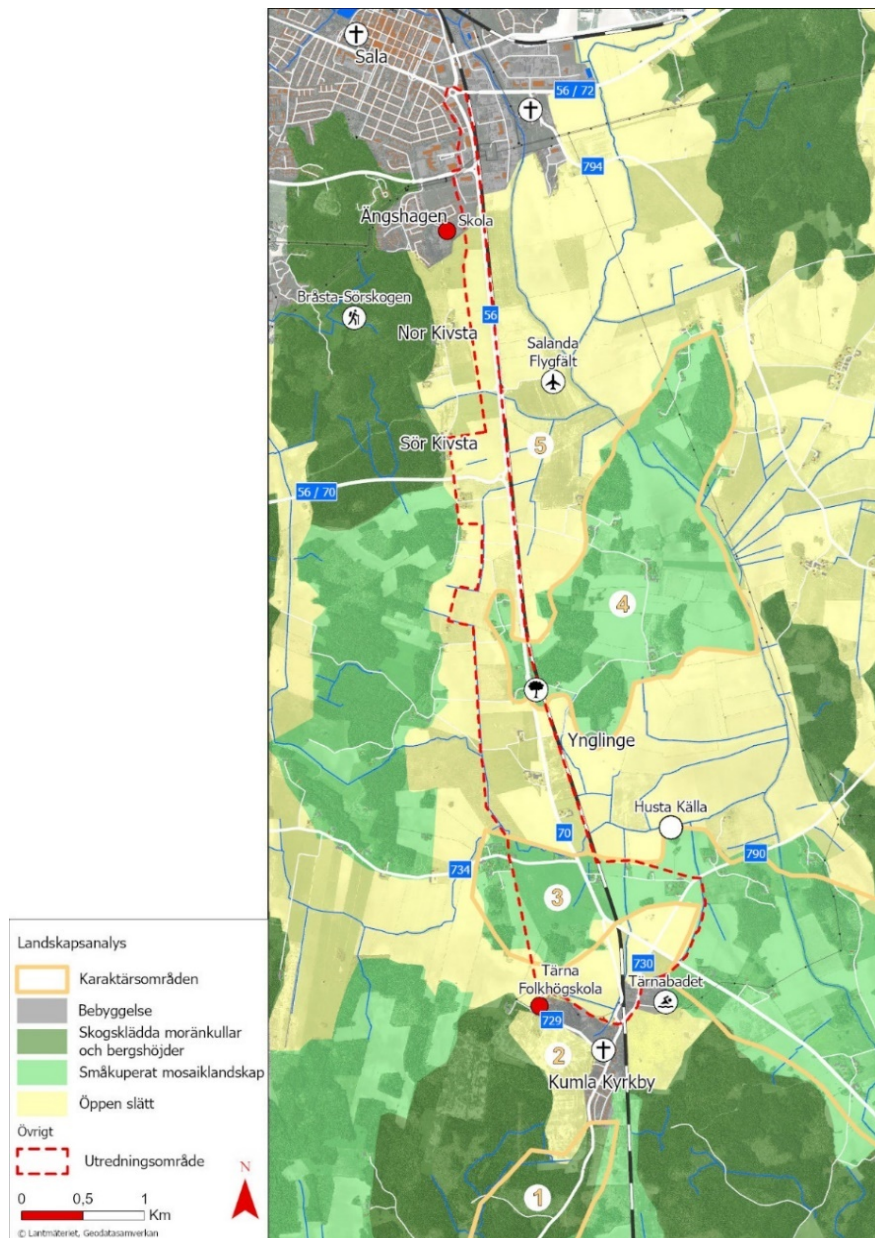 Sala
56 / 72
794
Ängshagen
Skola
Bråsta-Sörskogen
56
Nor Kivsta
Salanda
Flygfält
Sör Kivsta
5
56 / 70
4
Ynglinge
Husta Källa
70
790
734
3
730
Tärna
Folkhögskola
Tärnabadet
729
2
Kumla Kyrkby
1
Landskapsanalys
Karaktärsområden
Bebyggelse
Skogsklädda moränkullar
och bergshöjder
Småkuperat mosaiklandskap
Öppen slätt
Övrigt
Utredningsområde
N
0 0,5 1
Km
© Lantmäteriet, Geodatasamverkan